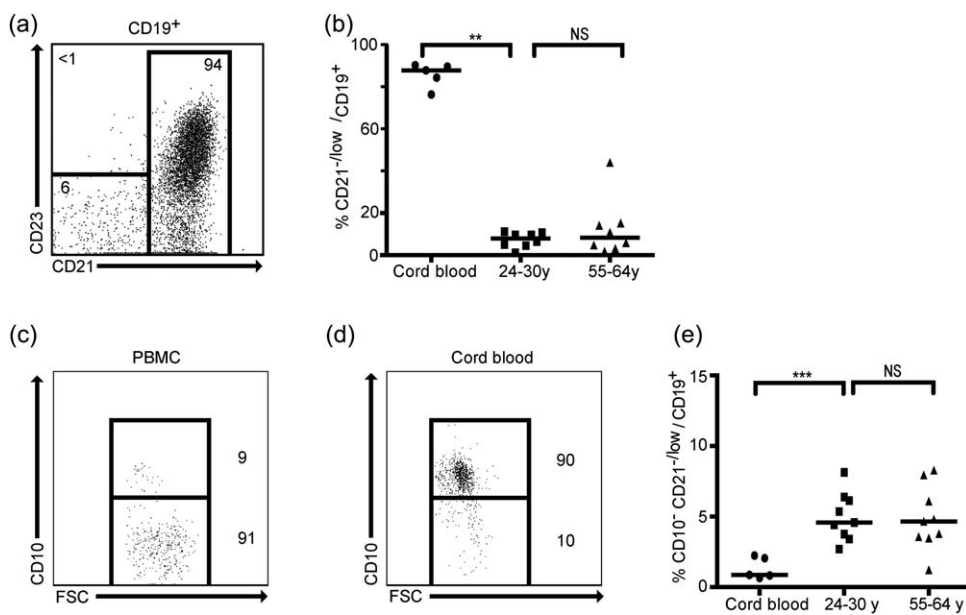 (a)
CD19+
<1
94
6
CD23
CD21
(b)
**
NS
100
60
20
10
0
% CD21-/low /CD19+
Cord blood
24-30y
55-64y
(c)
PBMC
9
91
CD10
FSC
(d)
Cord blood
90
10
CD10
FSC
(e)
***
NS
15
10
5
0
% CD10- CD21-/low / CD19+
Cord blood
24-30 y
55-64 y